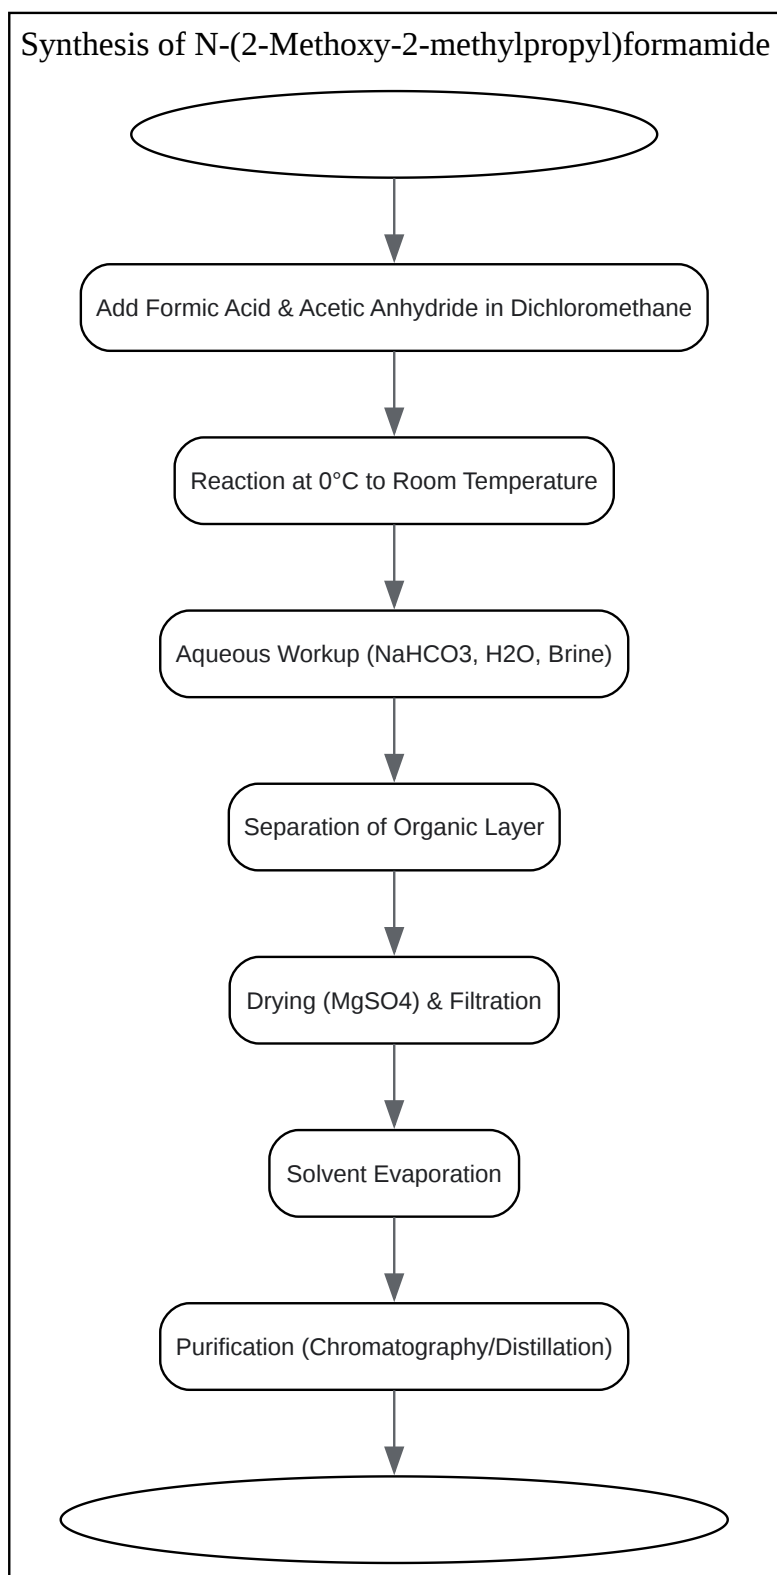 Synthesis of N-(2-Methoxy-2-methylpropyl)formamide
Add Formic Acid & Acetic Anhydride in Dichloromethane
Reaction at 0°C to Room Temperature
Aqueous Workup (NaHCO3, H2O, Brine)
Separation of Organic Layer
Drying (MgSO4) & Filtration
Solvent Evaporation
Purification (Chromatography/Distillation)